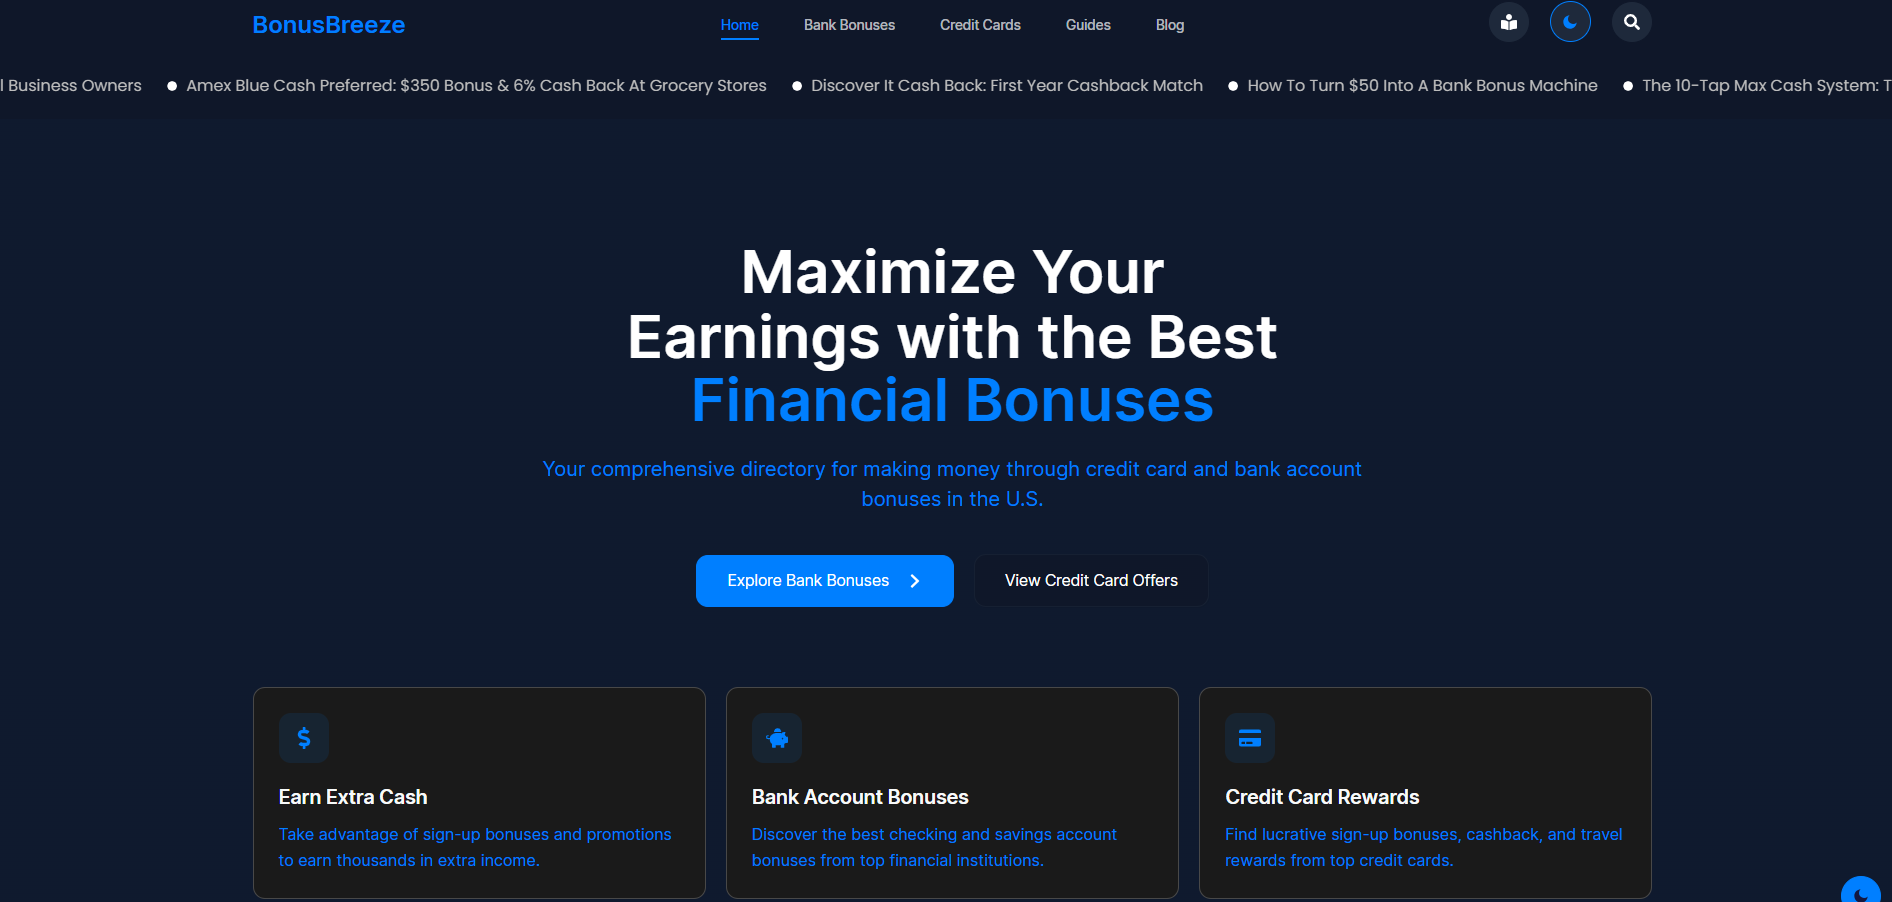 BonusBreeze
Home
Bank Bonuses
Credit Cards
Guides
Blog
l Business Owners
Amex Blue Cash Preferred: $350 Bonus & 6% Cash Back At Grocery Stores
Discover It Cash Back: First Year Cashback Match
How To Turn $50 Into A Bank Bonus Machine
The 10-Tap Max Cash System: T
Maximize Your
Earnings with the Best
Financial Bonuses
Your comprehensive directory for making money through credit card and bank account
bonuses in the U.S.
Explore Bank Bonuses
View Credit Card Offers
Earn Extra Cash
Take advantage of sign-up bonuses and promotions
to earn thousands in extra income.
Bank Account Bonuses
Discover the best checking and savings account
bonuses from top financial institutions.
Credit Card Rewards
Find lucrative sign-up bonuses, cashback, and travel
rewards from top credit cards.